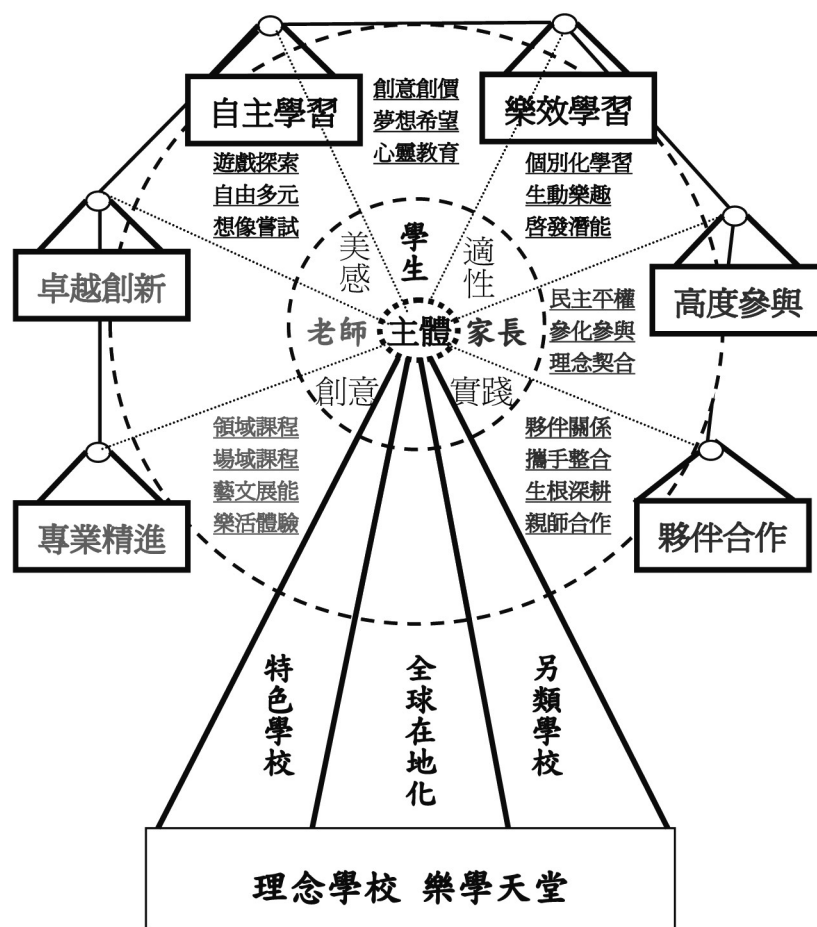 自主學習
創意創價
夢想希望
心靈教育
樂效學習
遊戲探索
自由多元
想像嘗試
個別化學習
生動樂趣
啓發潛能
卓越創新
美感
學生
適性
高度參與
民主平權
參化參與
理念契合
老師
主體
家長
創意
實踐
領域課程
場域課程
藝文展能
樂活體驗
夥伴關係
攜手整合
生根深耕
親師合作
專業精進
夥伴合作
特色學校
全球在地化
另類學校
理念學校 樂學天堂